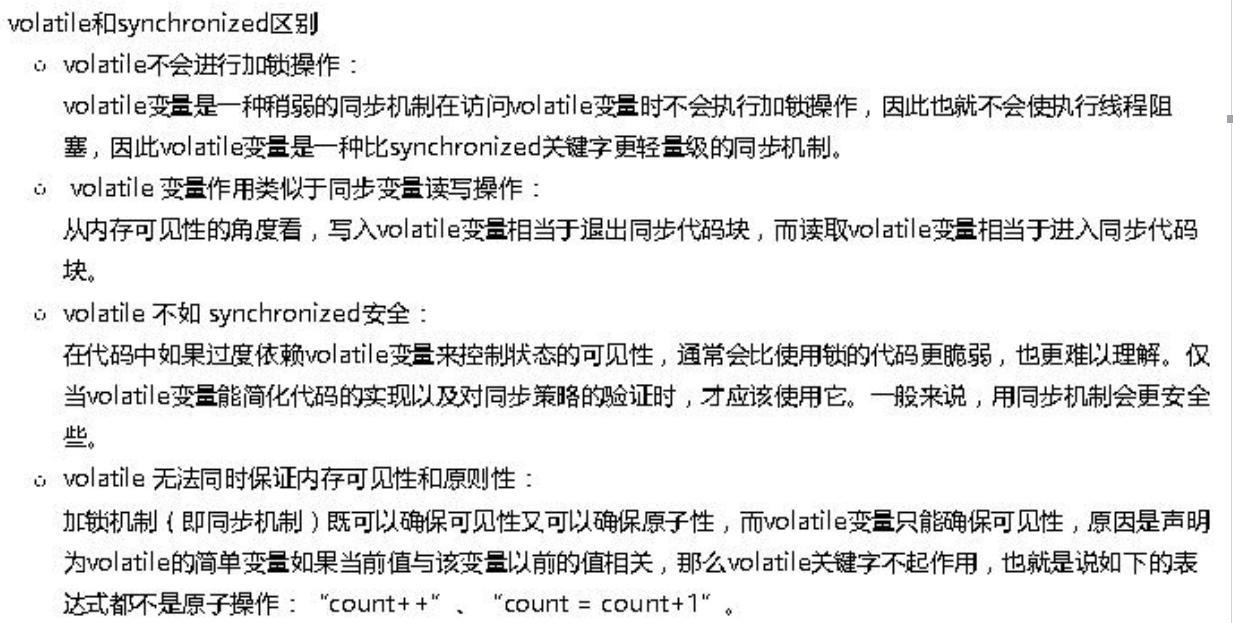 volatile和synchronized区别
o volatile不会进行加锁操作：
volatile变量是一种稍弱的同步机制在访问volatile变量时不会执行加锁操作，因此也就不会使执行线程阻
塞，因此volatile变量是一种比synchronized关键字更轻量级的同步机制。
o volatile 变量作用类似于同步变量读写操作：
从内存可见性的角度看，写入volatile变量相当于退出同步代码块，而读取volatile变量相当于进入同步代码
块。
o volatile 不如 synchronized安全：
在代码中如果过度依赖volatile变量来控制状态的可见性，通常会比使用锁的代码更脆弱，也更难以理解。仅
当volatile变量能简化代码的实现以及对同步策略的验证时，才应该使用它。一般来说，用同步机制会更安全
些。
o volatile 无法同时保证内存可见性和原则性：
加锁机制（即同步机制）既可以确保可见性又可以确保原子性，而volatile变量只能确保可见性，原因是声明
为volatile的简单变量如果当前值与该变量以前的值相关，那么volatile关键字不起作用，也就是说如下的表
达式都不是原子操作：“count++”、“count = count+1”。